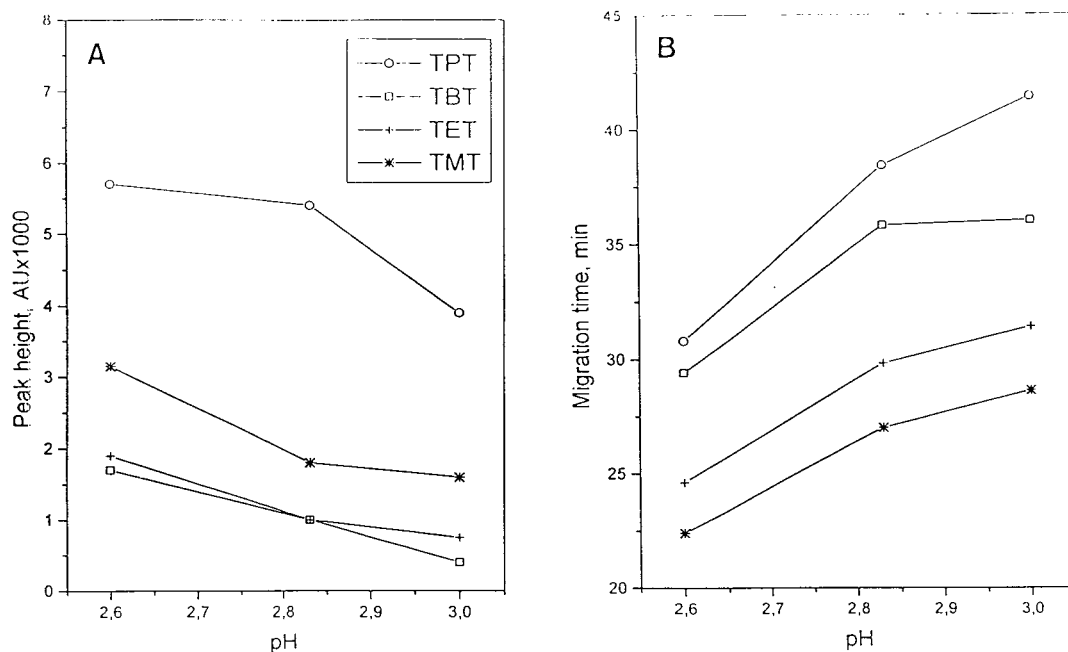 A
TPT
TBT
TET
TMT
8
7
6
5
4
3
2
1
0
Peak height, AUx1000
2,6 2,7 2,8 2,9 3,0
pH
B
45
40
35
30
25
20
Migration time, min
2,6 2,7 2,8 2,9 3,0
pH